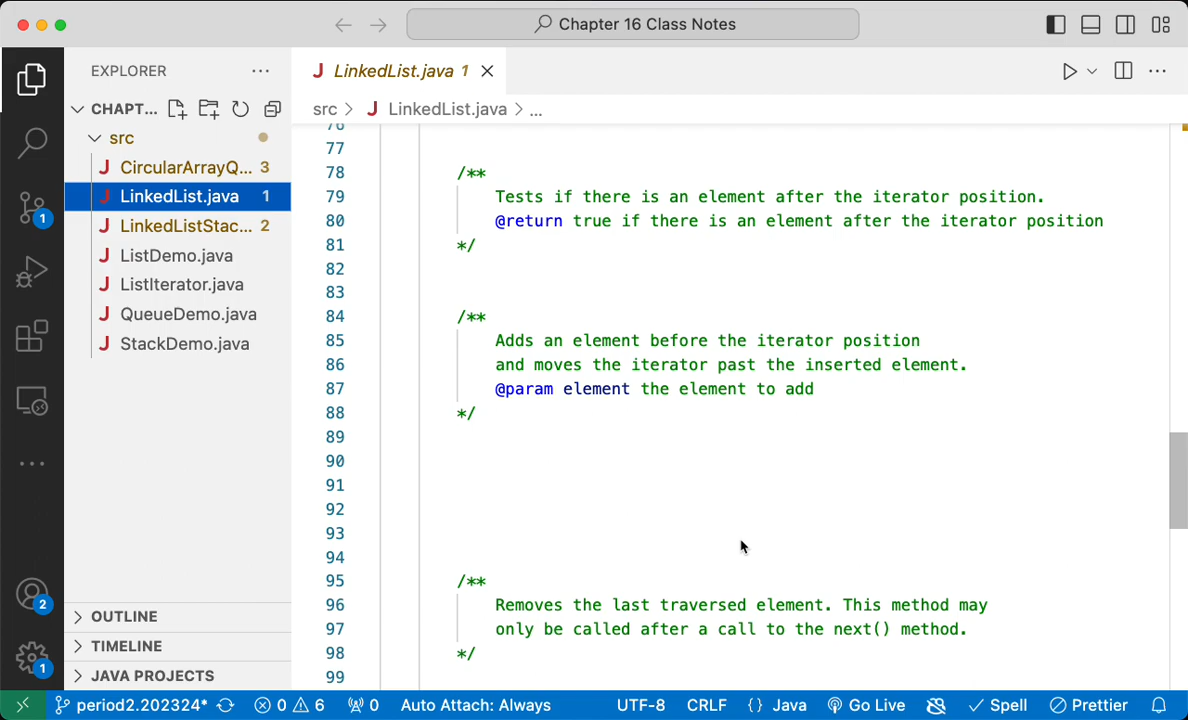 Chapter 16 Class Notes
EXPLORER
J LinkedList.java 1
CHAPT...
src > J LinkedList.java > ...
src
J CircularArrayQ... 3
J LinkedList.java 1
J LinkedListStac... 2
J ListDemo.java
J ListIterator.java
J QueueDemo.java
J StackDemo.java
OUTLINE
TIMELINE
JAVA PROJECTS
1
2
1
76
77
78 /**
79 Tests if there is an element after the iterator position.
80 @return true if there is an element after the iterator position
81 */
82
83
84 /**
85 Adds an element before the iterator position
86 and moves the iterator past the inserted element.
87 @param element the element to add
88 */
89
90
91
92
93
94
95 /**
96 Removes the last traversed element. This method may
97 only be called after a call to the next() method.
98 */
99
period2.202324* 0 6 0 Auto Attach: Always UTF-8 CRLF {} Java Go Live Spell Prettier